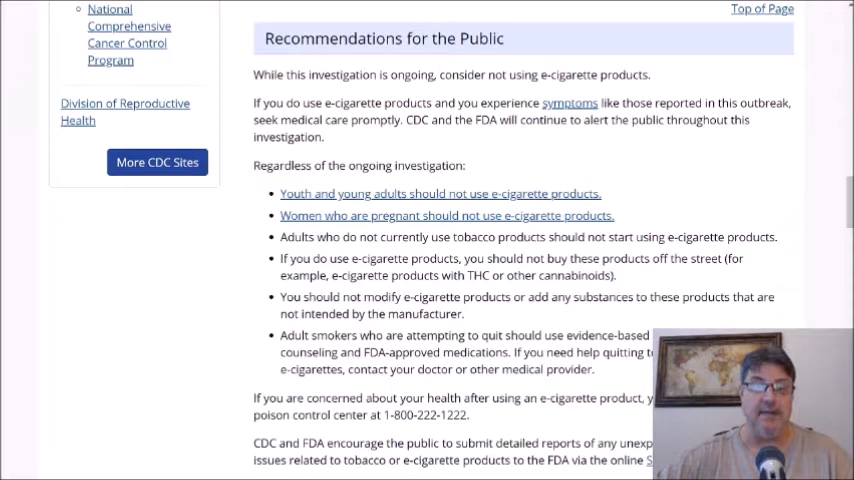 National
Comprehensive
Cancer Control
Program
Division of Reproductive
Health
More CDC Sites
Top of Page
Recommendations for the Public
While this investigation is ongoing, consider not using e-cigarette products.
If you do use e-cigarette products and you experience symptoms like those reported in this outbreak,
seek medical care promptly. CDC and the FDA will continue to alert the public throughout this
investigation.
Regardless of the ongoing investigation:
Youth and young adults should not use e-cigarette products.
Women who are pregnant should not use e-cigarette products.
Adults who do not currently use tobacco products should not start using e-cigarette products.
If you do use e-cigarette products, you should not buy these products off the street (for
example, e-cigarette products with THC or other cannabinoids).
You should not modify e-cigarette products or add any substances to these products that are
not intended by the manufacturer.
Adult smokers who are attempting to quit should use evidence-based
counseling and FDA-approved medications. If you need help quitting
e-cigarettes, contact your doctor or other medical provider.
If you are concerned about your health after using an e-cigarette product,
poison control center at 1-800-222-1222.
CDC and FDA encourage the public to submit detailed reports of any
issues related to tobacco or e-cigarette products to the FDA via the online